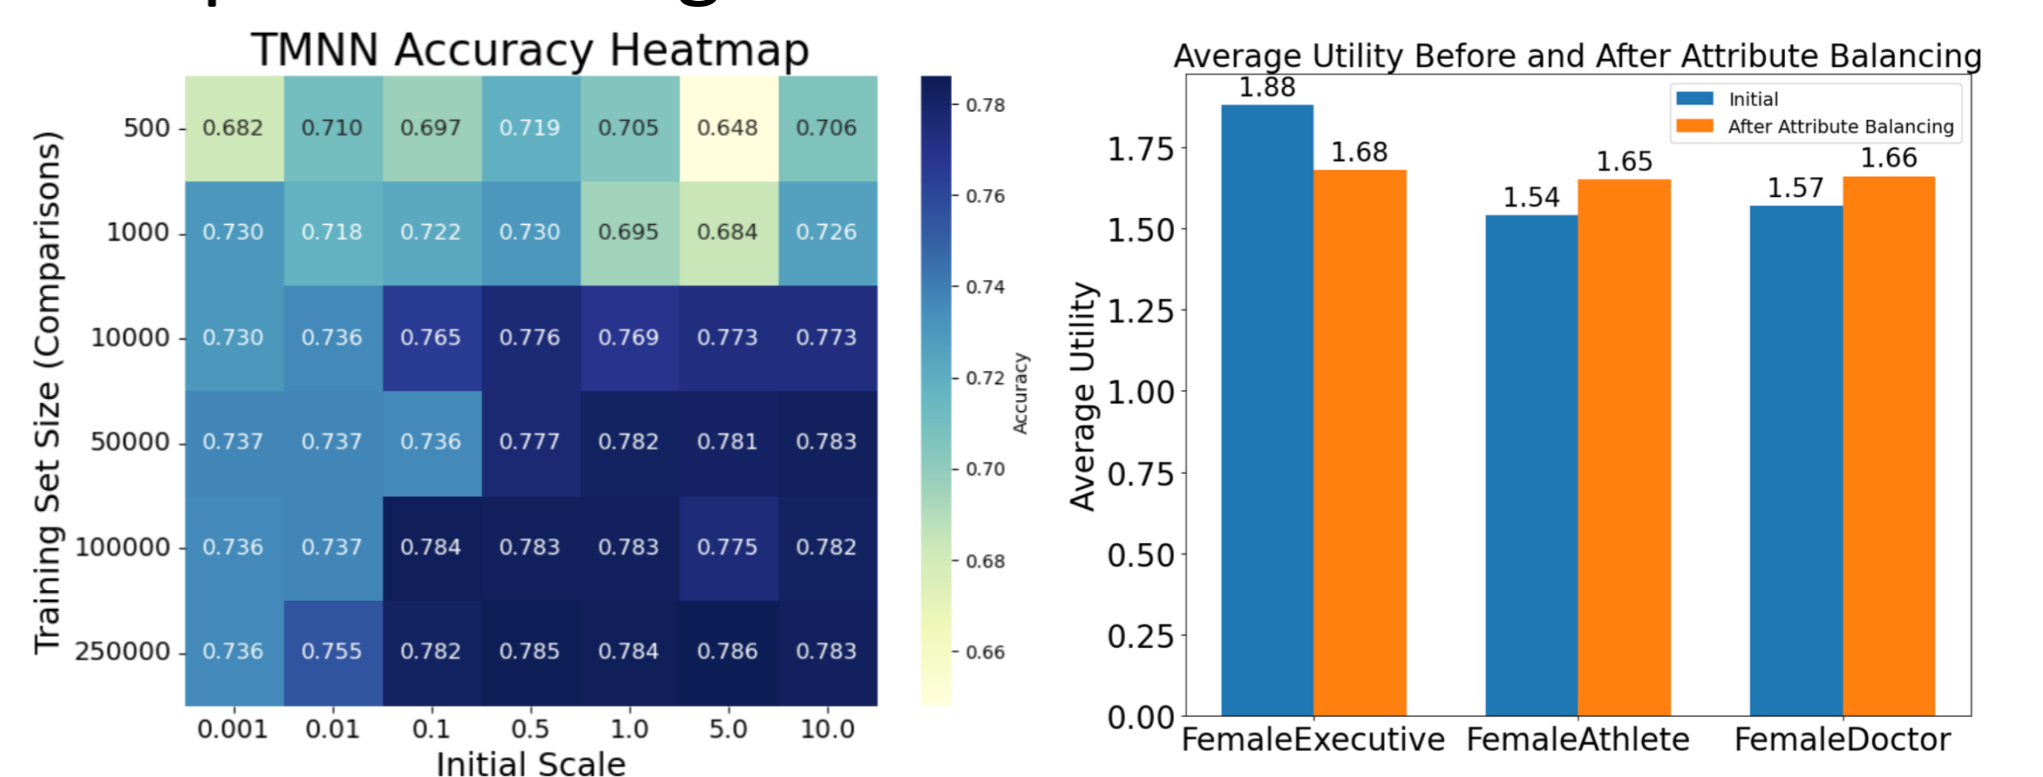 TMNN Accuracy Heatmap
Training Set Size (Comparisons)
500 0.682 0.710 0.697 0.719 0.705 0.648 0.706
1000 0.730 0.718 0.722 0.730 0.695 0.684 0.726
10000 0.730 0.736 0.765 0.776 0.769 0.773 0.773
50000 0.737 0.737 0.736 0.777 0.782 0.781 0.783
100000 0.736 0.737 0.784 0.783 0.783 0.775 0.782
250000 0.736 0.755 0.782 0.785 0.784 0.786 0.783
0.001 0.01 0.1 0.5 1.0 5.0 10.0
Initial Scale
0.78
0.76
0.74
0.72
0.70
0.68
0.66
Accuracy
Average Utility Before and After Attribute Balancing
Initial
After Attribute Balancing
Average Utility
1.75
1.50
1.25
1.00
0.75
0.50
0.25
0.00
1.88 1.68 1.54 1.65 1.57 1.66
FemaleExecutive FemaleAthlete FemaleDoctor